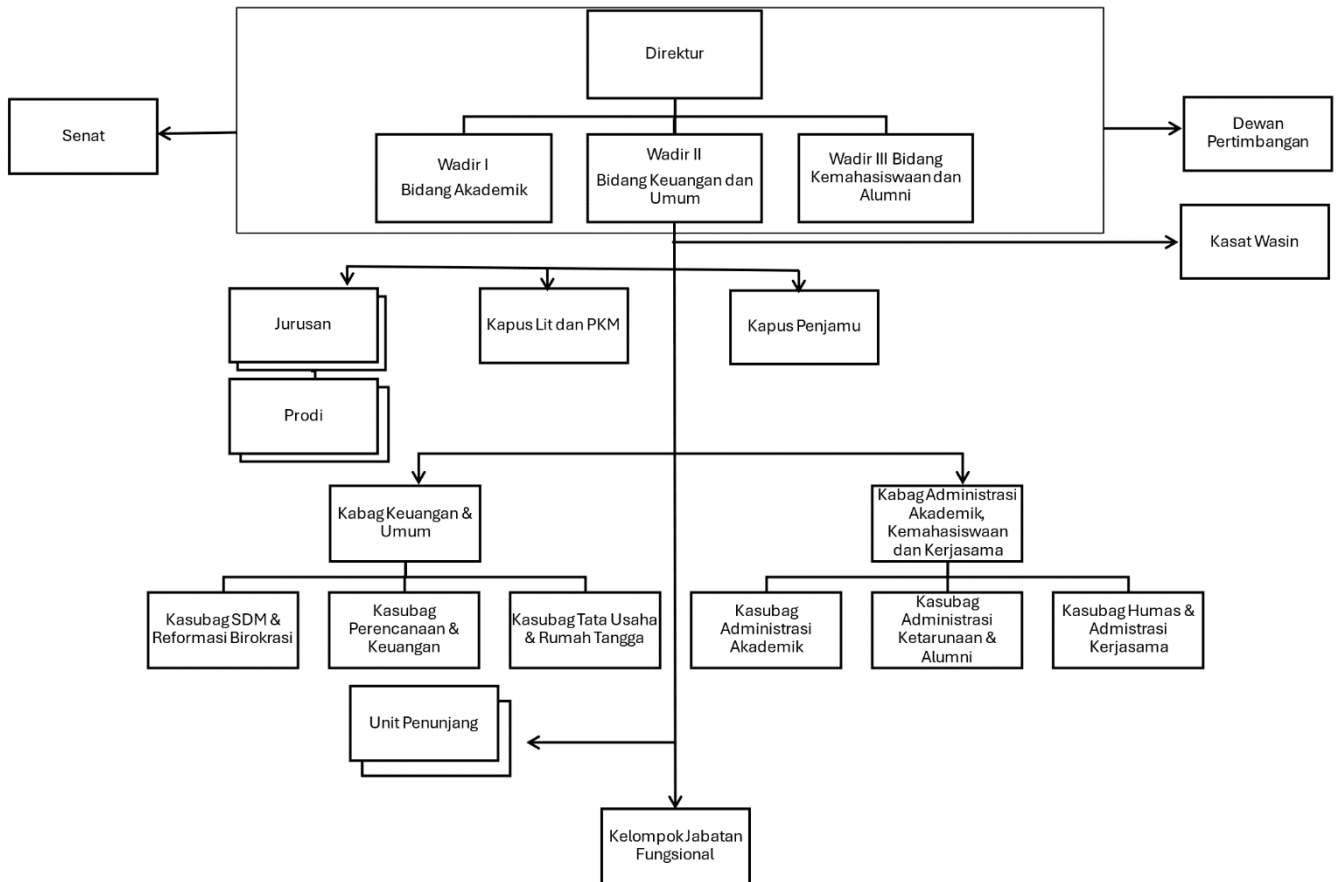 Direktur
Senat
Dewan
Pertimbangan
Wadir I
Bidang Akademik
Wadir II
Bidang Keuangan dan
Umum
Wadir III Bidang
Kemahasiswaan dan
Alumni
Kasat Wasin
Jurusan
Kapus Lit dan PKM
Kapus Penjamu
Prodi
Kabag Keuangan &
Umum
Kabag Administrasi
Akademik,
Kemahasiswaan
dan Kerjasama
Kasubag SDM &
Reformasi Birokrasi
Kasubag
Perencanaan &
Keuangan
Kasubag Tata Usaha
& Rumah Tangga
Kasubag
Administrasi
Akademik
Kasubag
Administrasi
Ketarunaan &
Alumni
Kasubag Humas &
Admistrasi
Kerjasama
Unit Penunjang
Kelompok Jabatan
Fungsional